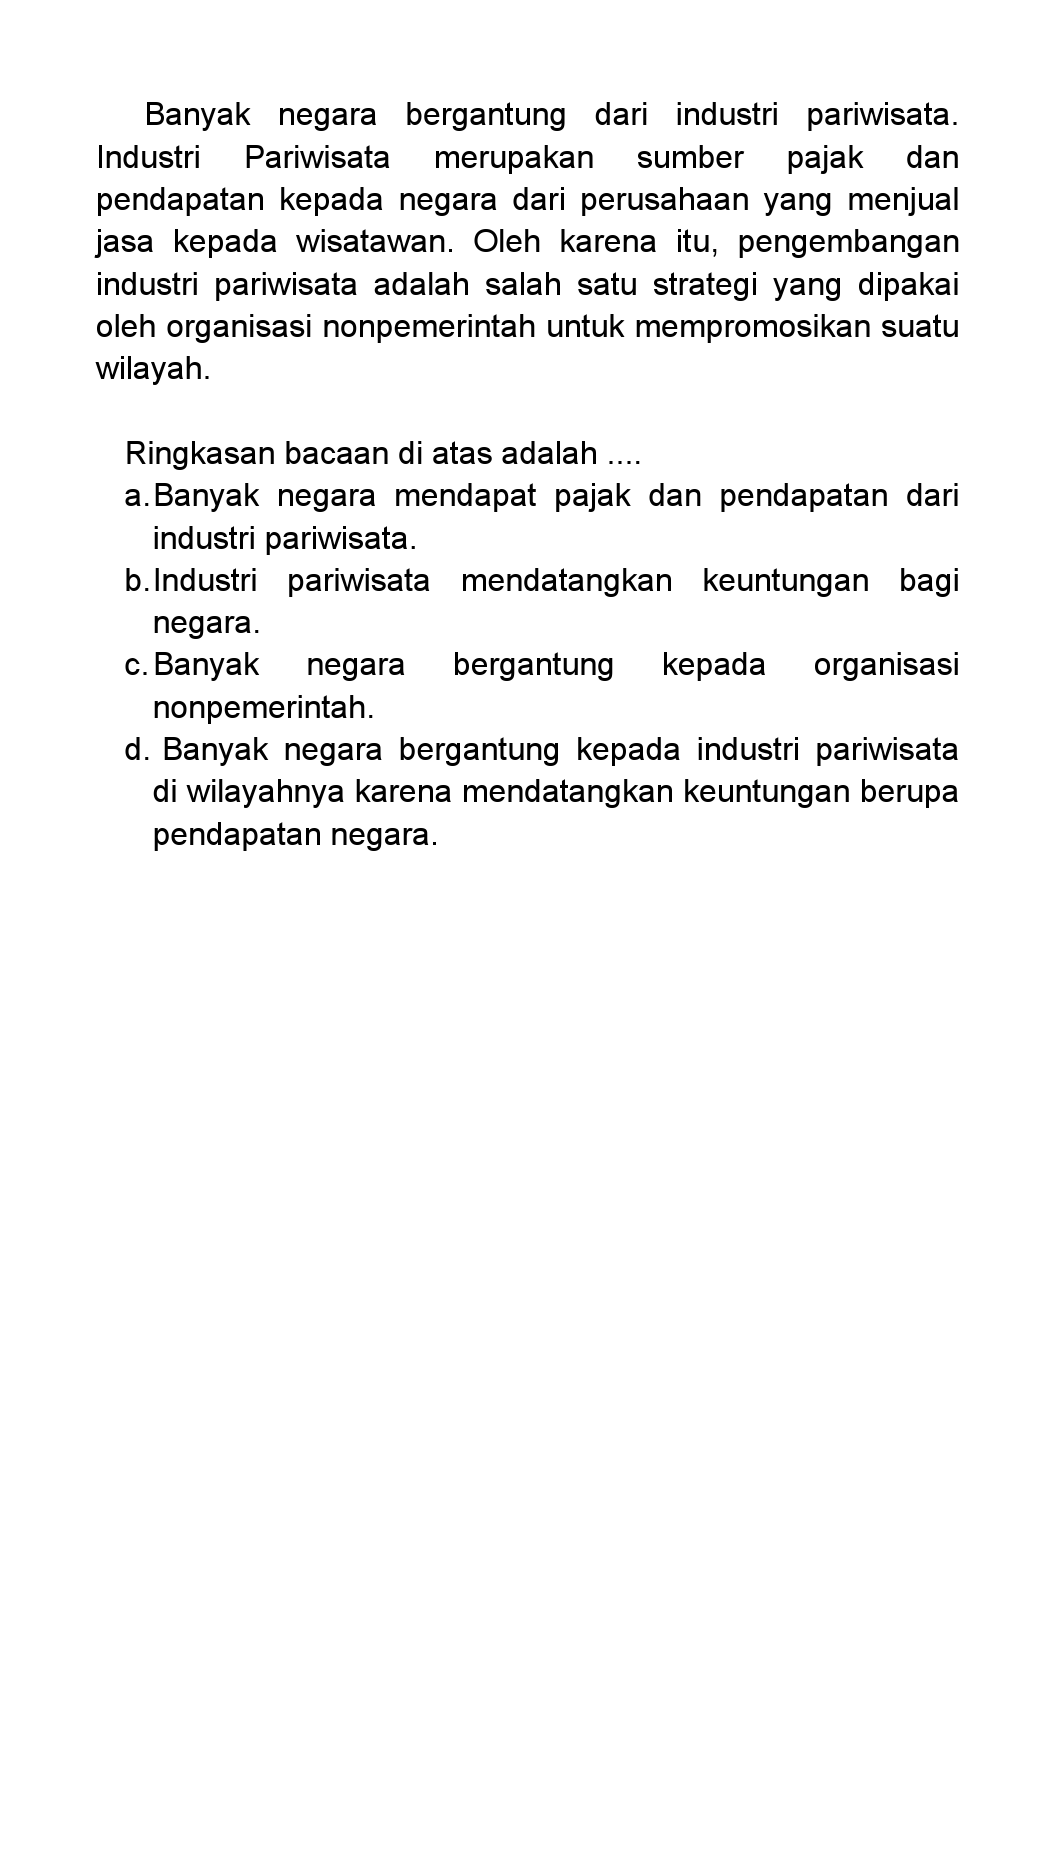 Banyak negara bergantung dari industri pariwisata.
Industri Pariwisata merupakan sumber pajak dan
pendapatan kepada negara dari perusahaan yang menjual
jasa kepada wisatawan. Oleh karena itu, pengembangan
industri pariwisata adalah salah satu strategi yang dipakai
oleh organisasi nonpemerintah untuk mempromosikan suatu
wilayah.
Ringkasan bacaan di atas adalah ....
a. Banyak negara mendapat pajak dan pendapatan dari
industri pariwisata.
b. Industri pariwisata mendatangkan keuntungan bagi
negara.
c. Banyak negara bergantung kepada organisasi
nonpemerintah.
d. Banyak negara bergantung kepada industri pariwisata
di wilayahnya karena mendatangkan keuntungan berupa
pendapatan negara.